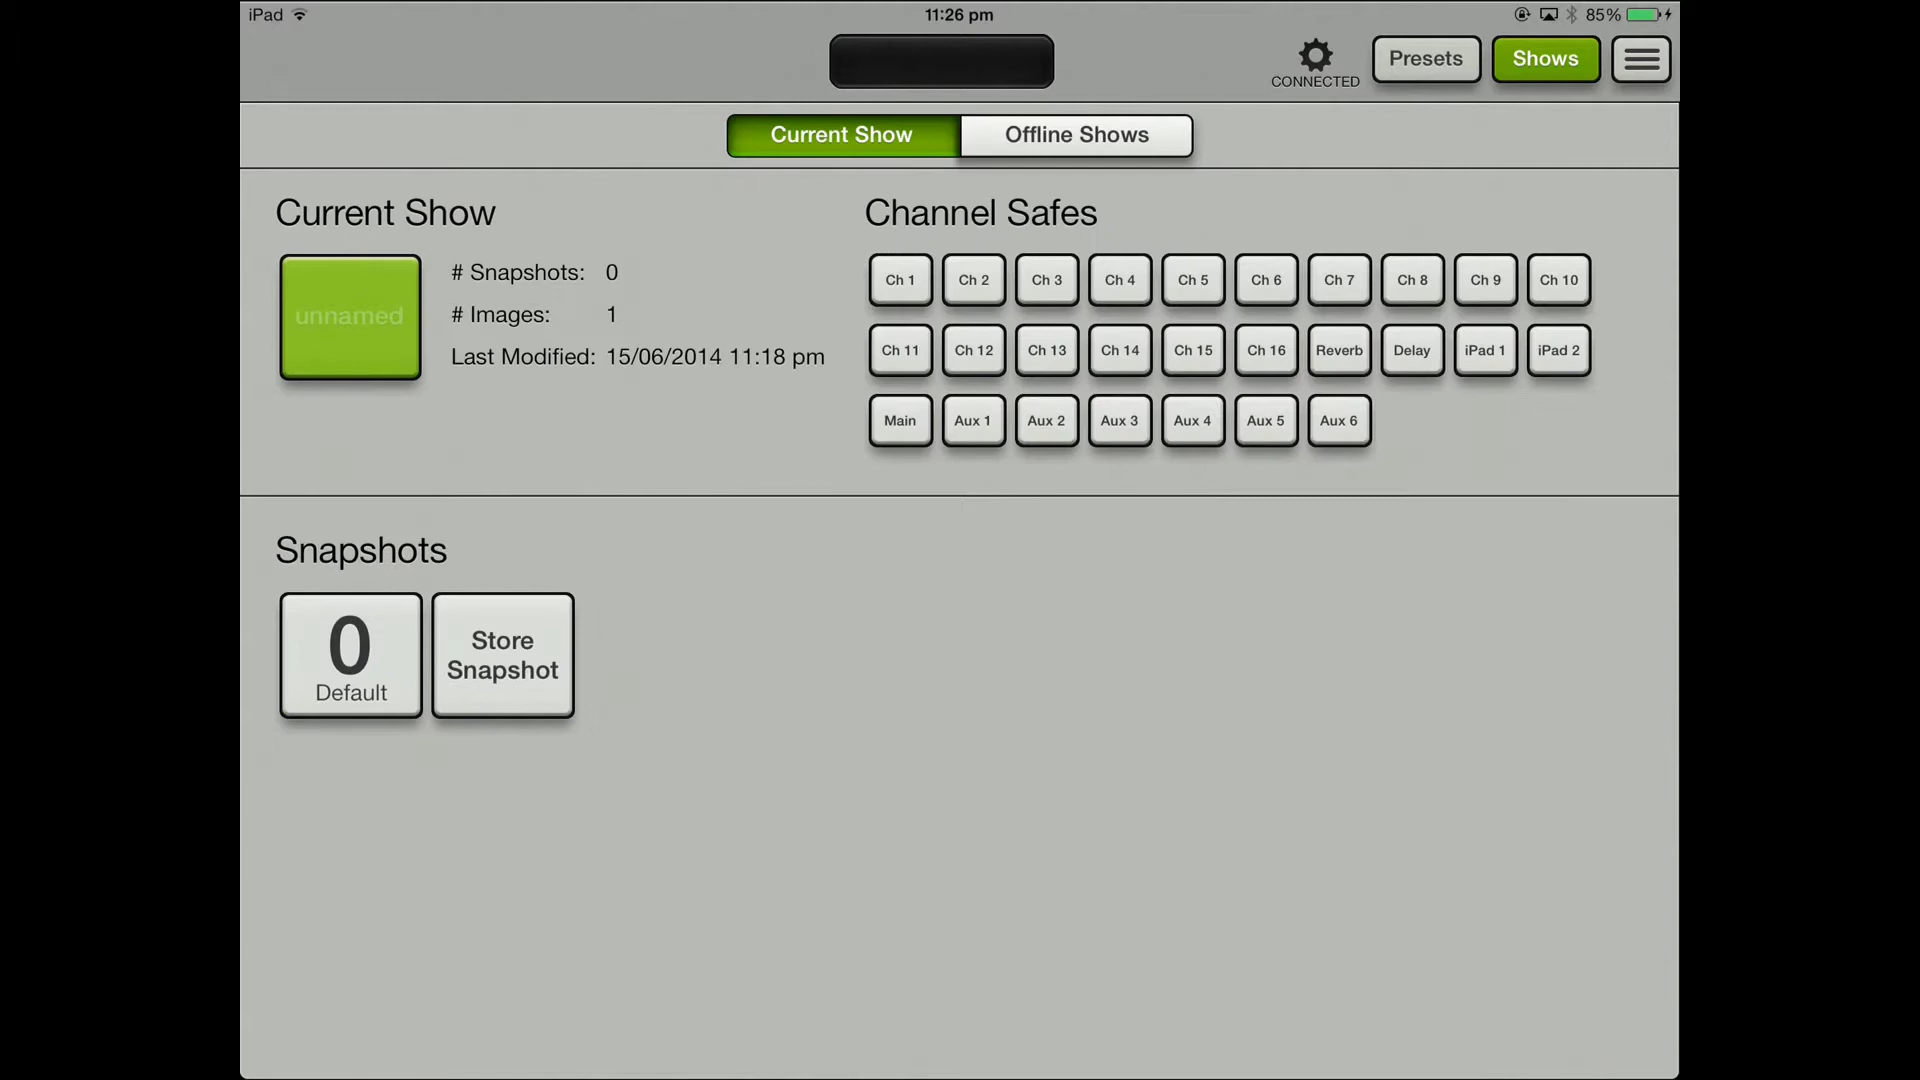 iPad
11:26 pm
85%
CONNECTED
Presets
Shows
Current Show
Offline Shows
Current Show
unnamed
# Snapshots: 0
# Images: 1
Last Modified: 15/06/2014 11:18 pm
Channel Safes
Ch 1 Ch 2 Ch 3 Ch 4 Ch 5 Ch 6 Ch 7 Ch 8 Ch 9 Ch 10
Ch 11 Ch 12 Ch 13 Ch 14 Ch 15 Ch 16 Reverb Delay iPad 1 iPad 2
Main Aux 1 Aux 2 Aux 3 Aux 4 Aux 5 Aux 6
Snapshots
0
Default
Store
Snapshot